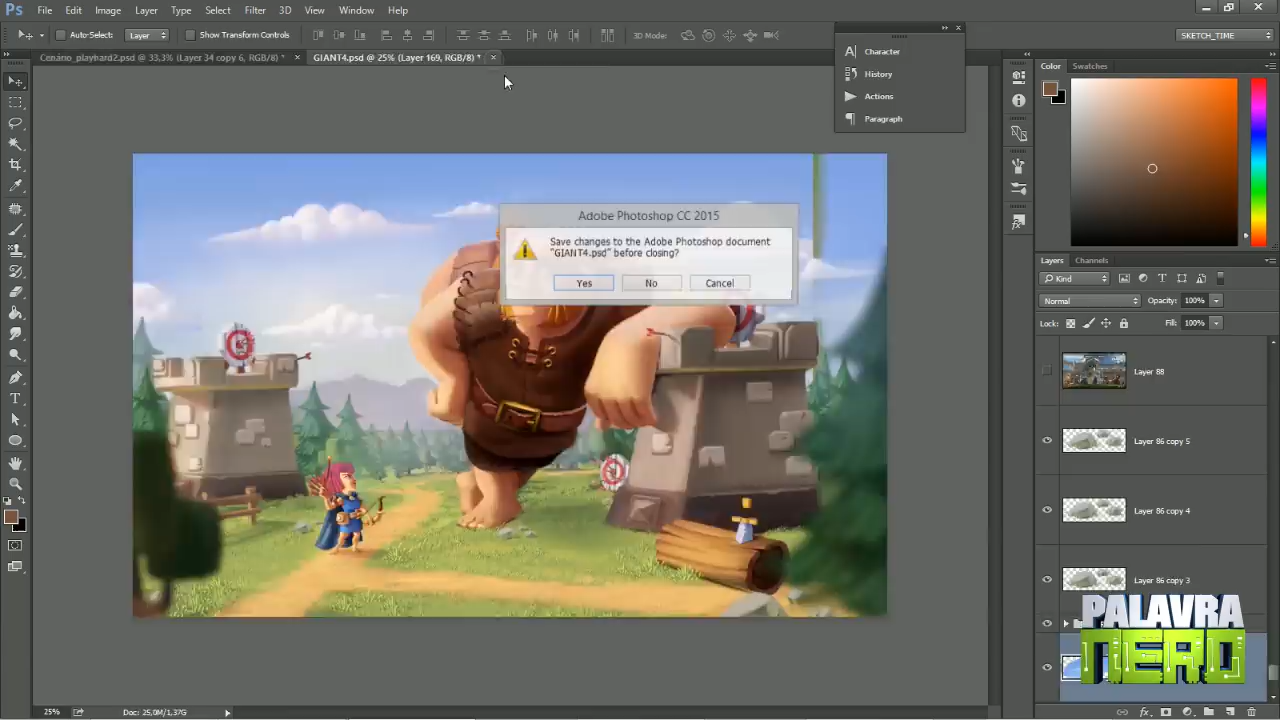 Ps File Edit Image Layer Type Select Filter 3D View Window Help
Auto-Select: Layer Show Transform Controls 3D Mode: SKETCH_TIME
Cenario_playhard2.psd @ 33,3% (Layer 34 copy 6, RGB/8) * × GIANT4.psd @ 25% (Layer 169, RGB/8) * ×
Character
History
Actions
Paragraph
Color Swatches
Adobe Photoshop CC 2015
Save changes to the Adobe Photoshop document
"GIANT4.psd" before closing?
Yes No Cancel
Layers Channels
Kind
Normal Opacity: 100%
Lock: Fill: 100%
Layer 88
Layer 86 copy 5
Layer 86 copy 4
Layer 86 copy 3
PALAVRA
NERD
25% Doc: 25,0M/1,37G